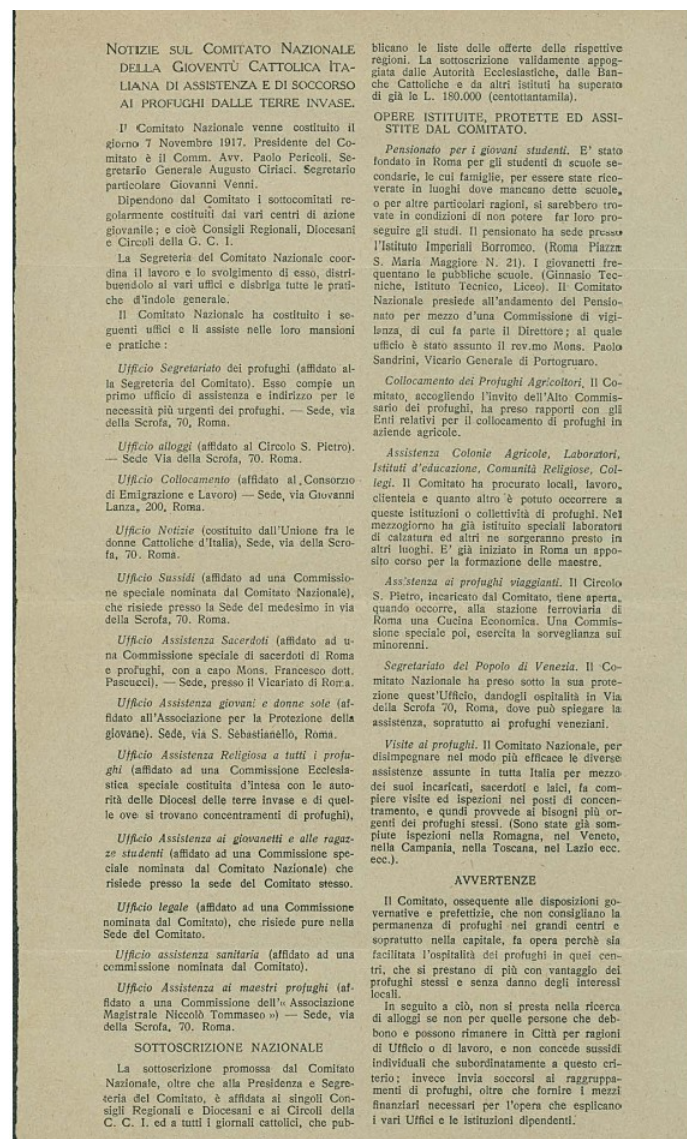 NOTIZIE SUL COMITATO NAZIONALE
DELLA GIOVENTÙ CATTOLICA ITA-
LIANA DI ASSISTENZA E DI SOCCORSO
AI PROFUGHI DALLE TERRE INVASE.
Il Comitato Nazionale venne costituito il
giorno 7 Novembre 1917. Presidente del Co-
mitato è il Comm. Avv. Paolo Pericoli. Se-
gretario Generale Augusto Ciriaci. Segretario
particolare Giovanni Venni.
Dipendono dal Comitato i sottocomitati re-
golarmente costituiti dai vari centri di azione
giovanile; e cioè Consigli Regionali, Diocesani
e Circoli della G. C. I.
La Segreteria del Comitato Nazionale coor-
dina il lavoro e lo svolgimento di esso, distri-
buendolo ai vari uffici e disbriga tutte le prati-
che d'indole generale.
Il Comitato Nazionale ha costituito i se-
guenti uffici e li assiste nelle loro mansioni
e pratiche :
Ufficio Segretariato dei profughi (affidato al-
la Segreteria del Comitato). Esso compie un
primo ufficio di assistenza e indirizzo per le
necessità più urgenti dei profughi. — Sede, via
della Scrofa, 70, Roma.
Ufficio alloggi (affidato al Circolo S. Pietro).
— Sede Via della Scrofa, 70. Roma.
Ufficio Collocamento (affidato al Consorzio
di Emigrazione e Lavoro) — Sede, via Giovanni
Lanza, 200, Roma.
Ufficio Notizie (costituito dall'Unione fra le
donne Cattoliche d'Italia), Sede, via della Scro-
fa, 70. Roma.
Ufficio Sussidi (affidato ad una Commissio-
ne speciale nominata dal Comitato Nazionale),
che risiede presso la Sede del medesimo in via
della Scrofa, 70. Roma.
Ufficio Assistenza Sacerdoti (affidato ad u-
na Commissione speciale di sacerdoti di Roma
e profughi, con a capo Mons. Francesco dott.
Pascucci). — Sede, presso il Vicariato di Roma.
Ufficio Assistenza giovani e donne sole (af-
fidato all'Associazione per la Protezione della
giovane). Sede, via S. Sebastianello, Roma.
Ufficio Assistenza Religiosa a tutti i profu-
ghi (affidato ad una Commissione Ecclesia-
stica speciale costituita d'intesa con le auto-
rità delle Diocesi delle terre invase e di quel-
le ove si trovano concentramenti di profughi),
Ufficio Assistenza ai giovanetti e alle ragaz-
ze studenti (affidato ad una Commissione spe-
ciale nominata dal Comitato Nazionale) che
risiede presso la sede del Comitato stesso.
Ufficio legale (affidato ad una Commissione
nominata dal Comitato), che risiede pure nella
Sede del Comitato.
Ufficio assistenza sanitaria (affidato ad una
commissione nominata dal Comitato).
Ufficio Assistenza ai maestri profughi (af-
fidato a una Commissione dell'« Associazione
Magistrale Niccolò Tommaseo ») — Sede, via
della Scrofa, 70. Roma.
SOTTOSCRIZIONE NAZIONALE
La sottoscrizione promossa dal Comitato
Nazionale, oltre che alla Presidenza e Segre-
teria del Comitato, è affidata ai singoli Con-
sigli Regionali e Diocesani e ai Circoli della
C. C. I. ed a tutti i giornali cattolici, che pub-
blicano le liste delle offerte delle rispettive
regioni. La sottoscrizione validamente appog-
giata dalle Autorità Ecclesiastiche, dalle Ban-
che Cattoliche e da altri istituti ha superato
di già le L. 180.000 (centottantamila).
OPERE ISTITUITE, PROTETTE ED ASSI-
STITE DAL COMITATO.
Pensionato per i giovani studenti. E' stato
fondato in Roma per gli studenti di scuole se-
condarie, le cui famiglie, per essere state rico-
verate in luoghi dove mancano dette scuole,
o per altre particolari ragioni, si sarebbero tro-
vate in condizioni di non potere far loro pro-
seguire gli studi. Il pensionato ha sede presso
l'Istituto Imperiali Borromeo. (Roma Piazza
S. Maria Maggiore N. 21). I giovanetti fre-
quentano le pubbliche scuole. (Ginnasio Tec-
niche, Istituto Tecnico, Liceo). Il Comitato
Nazionale presiede all'andamento del Pensio-
nato per mezzo d'una Commissione di vigi-
lanza, di cui fa parte il Direttore; al quale
ufficio è stato assunto il rev.mo Mons. Paolo
Sandrini, Vicario Generale di Portogruaro.
Collocamento dei Profughi Agricoltori. Il Co-
mitato, accogliendo l'invito dell'Alto Commis-
sario dei profughi, ha preso rapporti con gli
Enti relativi per il collocamento di profughi in
aziende agricole.
Assistenza Colonie Agricole, Laboratori,
Istituti d'educazione, Comunità Religiose, Col-
legi. Il Comitato ha procurato locali, lavoro,
clientela e quanto altro è potuto occorrere a
queste istituzioni o collettività di profughi. Nel
mezzogiorno ha già istituito speciali laboratori
di calzatura ed altri ne sorgeranno presto in
altri luoghi. E' già iniziato in Roma un appo-
sito corso per la formazione delle maestre.
Assistenza ai profughi viaggianti. Il Circolo
S. Pietro, incaricato dal Comitato, tiene aperta,
quando occorre, alla stazione ferroviaria di
Roma una Cucina Economica. Una Commis-
sione speciale poi, esercita la sorveglianza sui
minorenni.
Segretariato del Popolo di Venezia. Il Co-
mitato Nazionale ha preso sotto la sua prote-
zione quest'Ufficio, dandogli ospitalità in Via
della Scrofa 70, Roma, dove può spiegare la
assistenza, sopratutto ai profughi veneziani.
Visite ai profughi. Il Comitato Nazionale, per
disimpegnare nel modo più efficace le diverse
assistenze assunte in tutta Italia per mezzo
dei suoi incaricati, sacerdoti e laici, fa com-
piere visite ed ispezioni nei posti di concen-
tramento, e qundi provvede ai bisogni più or-
genti dei profughi stessi. (Sono state già som-
piute ispezioni nella Romagna, nel Veneto,
nella Campania, nella Toscana, nel Lazio ecc.
ecc.).
AVVERTENZE
Il Comitato, ossequente alle disposizioni go-
vernative e prefettizie, che non consigliano la
permanenza di profughi nei grandi centri e
sopratutto nella capitale, fa opera perchè sia
facilitata l'ospitalità dei profughi in quei cen-
tri, che si prestano di più con vantaggio dei
profughi stessi e senza danno degli interessi
locali.
In seguito a ciò, non si presta nella ricerca
di alloggi se non per quelle persone che deb-
bono e possono rimanere in Città per ragioni
di Ufficio o di lavoro, e non concede sussidi
individuali che subordinatamente a questo cri-
terio; invece invia soccorsi ai raggruppa-
menti di profughi, oltre che fornire i mezzi
finanziari necessari per l'opera che esplicano
i vari Uffici e le istituzioni dipendenti.